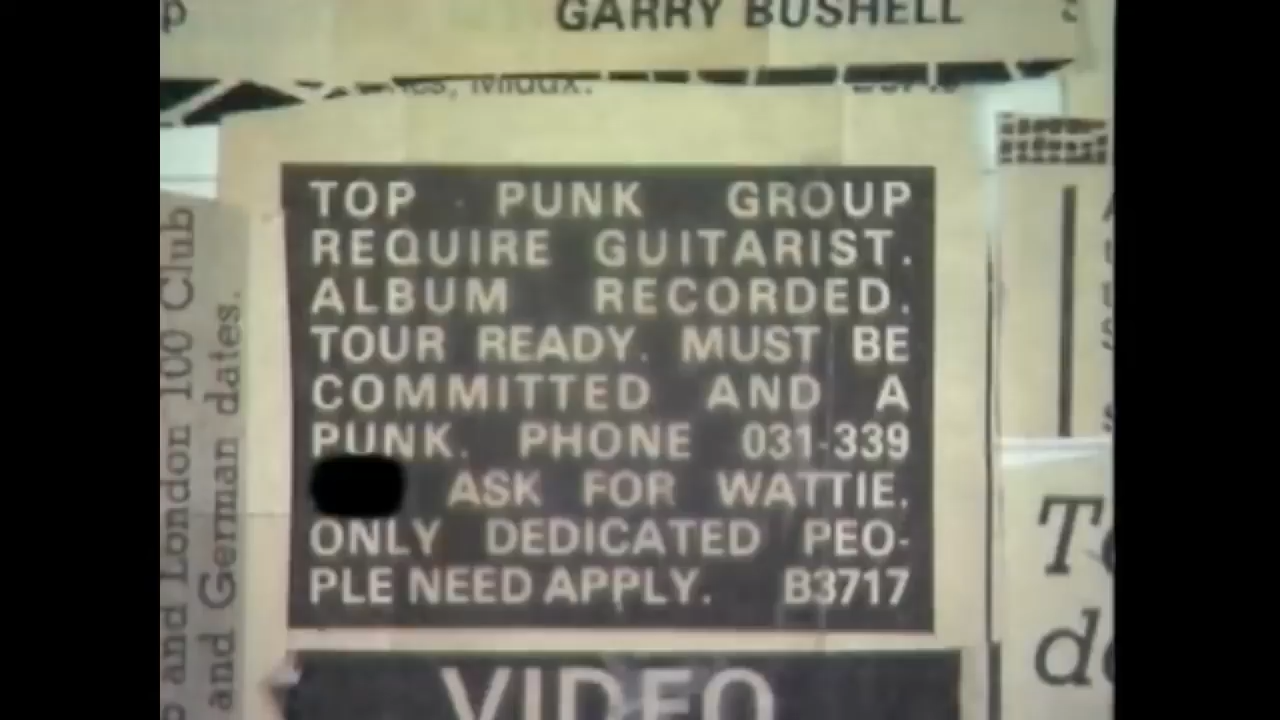 GARRY BUSHELL
TOP PUNK GROUP
REQUIRE GUITARIST.
ALBUM RECORDED.
TOUR READY. MUST BE
COMMITTED AND A
PUNK. PHONE 031-339
ASK FOR WATTIE.
ONLY DEDICATED PEO-
PLE NEED APPLY. B3717
VIDEO
and London 100 Club
and German dates.